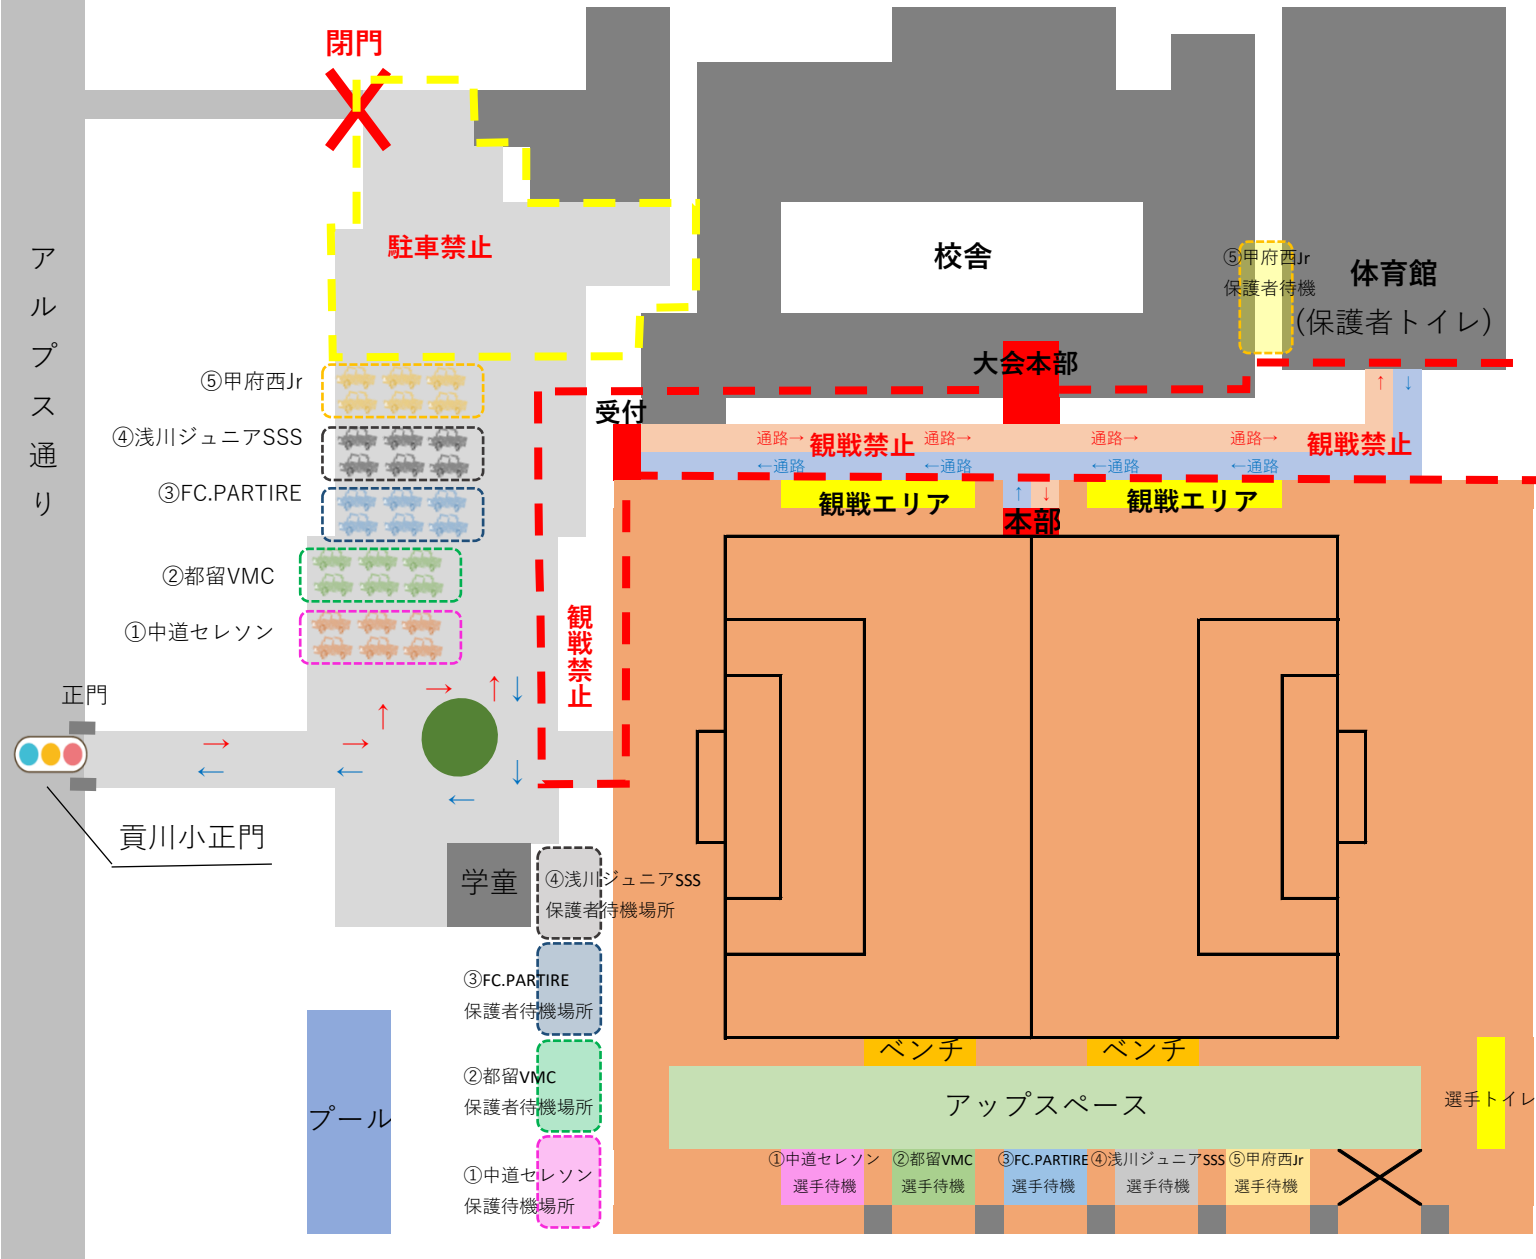 閉門
アルプス通り
駐車禁止
校舎
⑤甲府西Jr
保護者待機
体育館
(保護者トイレ)
大会本部
⑤甲府西Jr
④浅川ジュニアSSS
③FC.PARTIRE
②都留VMC
①中道セレソン
受付
通路→
観戦禁止
通路→
通路→
通路→
観戦禁止
↑
↓
←通路
←通路
←通路
←通路
観戦エリア
↑
↓
観戦エリア
本部
観戦禁止
正門
→
↑
↓
↑
→
→
←
←
↓
←
貢川小正門
学童
④浅川ジュニアSSS
保護者待機場所
③FC.PARTIRE
保護者待機場所
②都留VMC
保護者待機場所
①中道セレソン
保護待機場所
プール
ベンチ
ベンチ
アップスペース
選手トイレ
①中道セレソン
選手待機
②都留VMC
選手待機
③FC.PARTIRE
選手待機
④浅川ジュニアSSS
選手待機
⑤甲府西Jr
選手待機